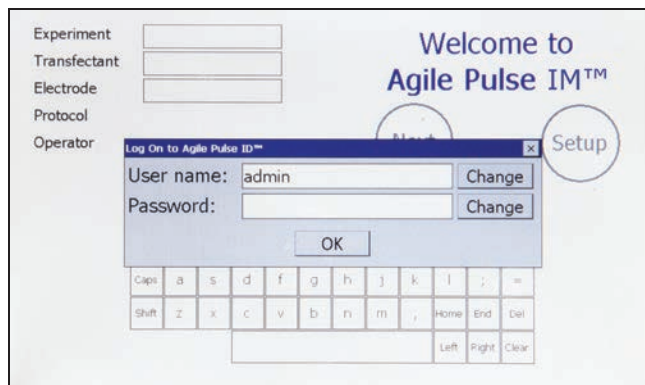 Experiment
Transfectant
Electrode
Protocol
Operator
Welcome to
Agile Pulse IM™
Setup
Log On to Agile Pulse ID™
User name: admin Change
Password: Change
OK
Caps a s d f g h j k l ; =
Shift z x c v b n m , Home End Del
Left Right Clear